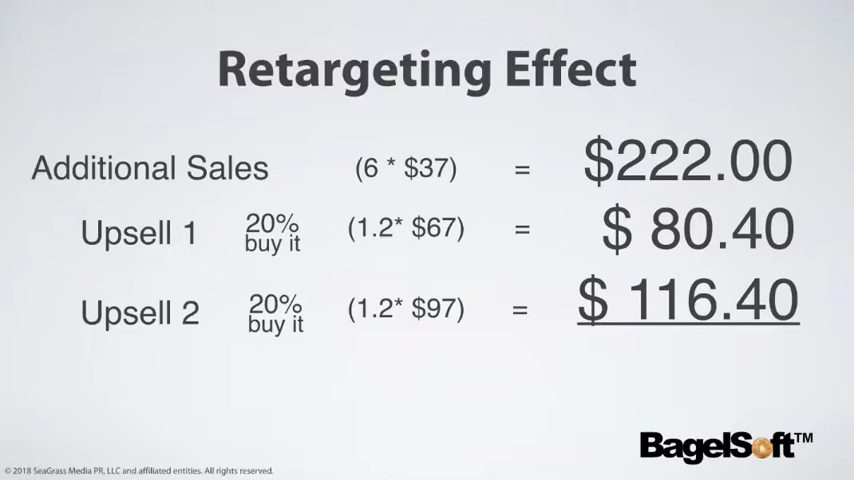 Retargeting Effect
Additional Sales (6 * $37) = $222.00
Upsell 1 20% buy it (1.2* $67) = $ 80.40
Upsell 2 20% buy it (1.2* $97) = $ 116.40
BagelSoft™
© 2018 SeaGrass Media PR, LLC and affiliated entities. All rights reserved.